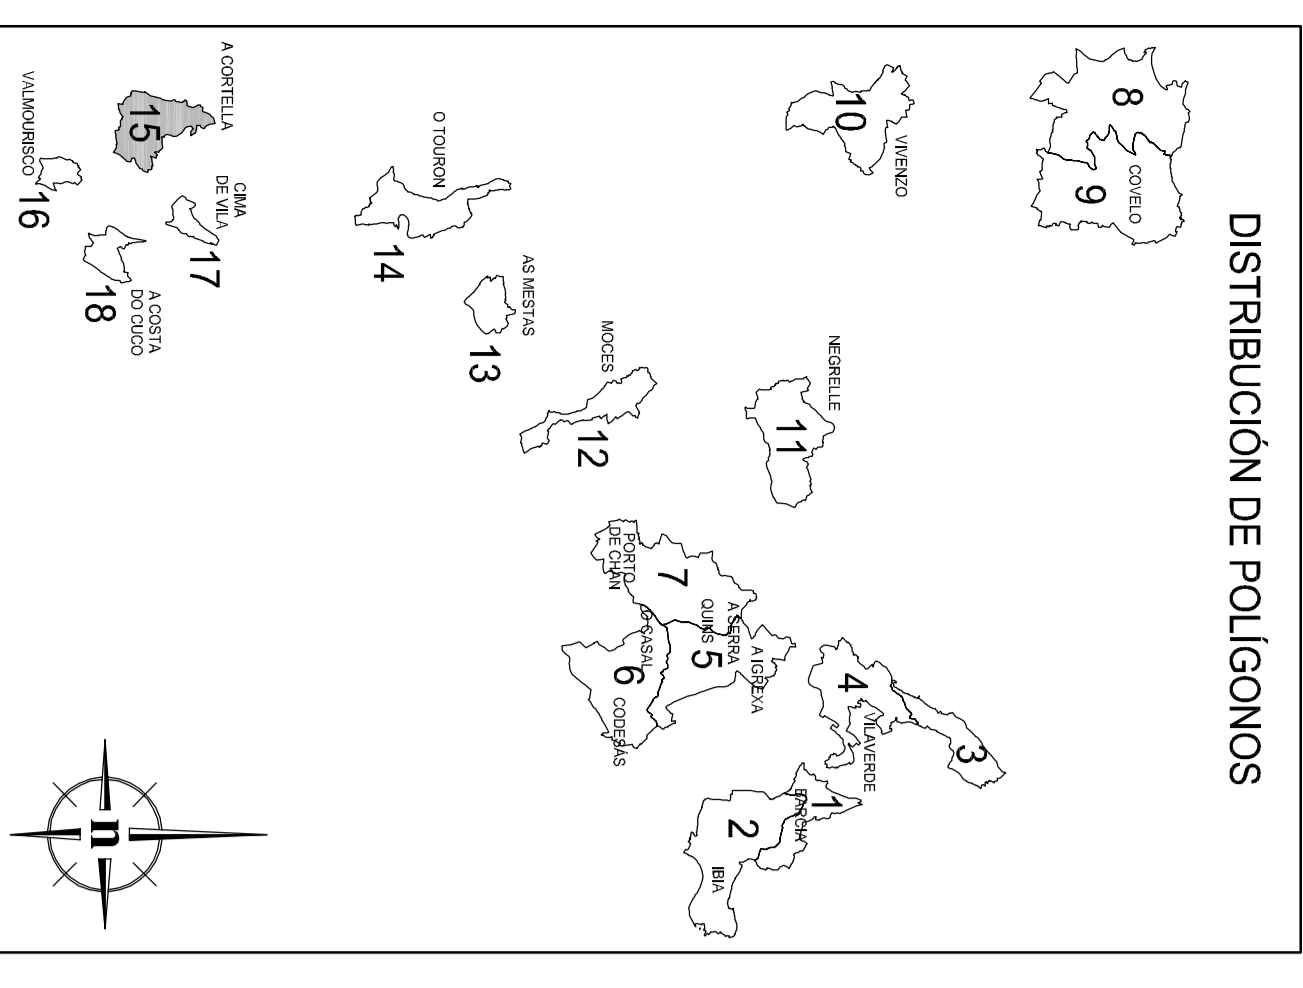 DISTRIBUCIÓN DE POLÍGONOS
8
COVELO
9
VIVENZO
10
3
4
VILAVERDE
NEGRELLE
11
1
BARCIA
2
IBIA
A IGREXA
A SERRA
QUINS
5
7
PORTO
DE CHAN
O CASAL
6
CODESÁS
MOCES
12
AS MESTAS
13
O TOURON
14
A CORTELLA
15
CIMA
DE VILA
17
VALMOURISCO
16
A COSTA
DO CUCO
18
n